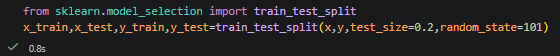 from sklearn.model_selection import train_test_split
x_train,x_test,y_train,y_test=train_test_split(x,y,test_size=0.2,random_state=101)
0.8s